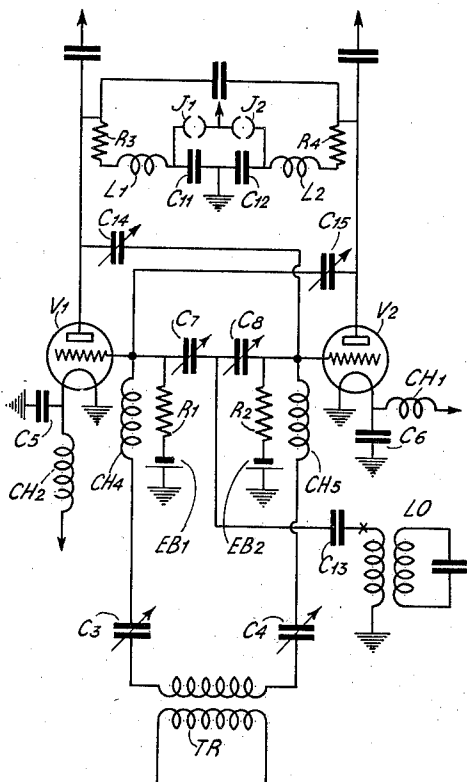 J1 J2
R3 R4
L1 C11 C12 L2
C14 C15
V1 C7 C8 V2
C5 R1 R2 CH1
CH2 CH4 CH5 C6
EB1 EB2 C13 LO
x
C3 C4
TR